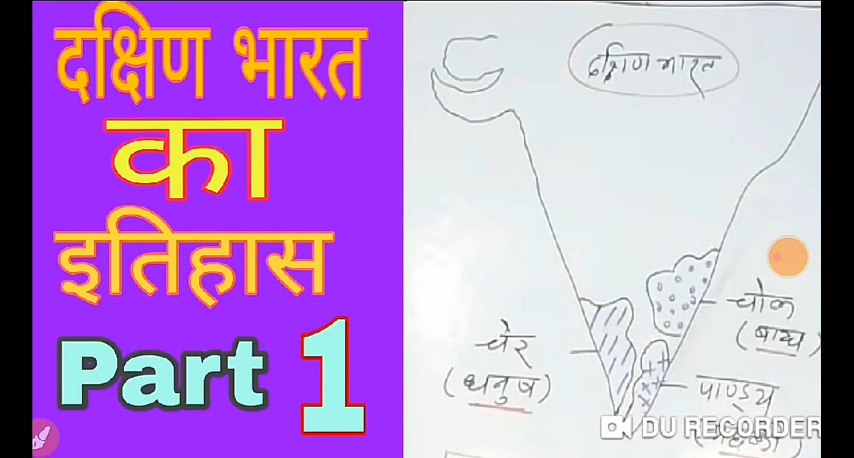 दक्षिण भारत
का
इतिहास
Part 1
दक्षिण भारत
चोल
(बाघ)
चेर
(धनुष)
पाण्ड्य
DU RECORDER